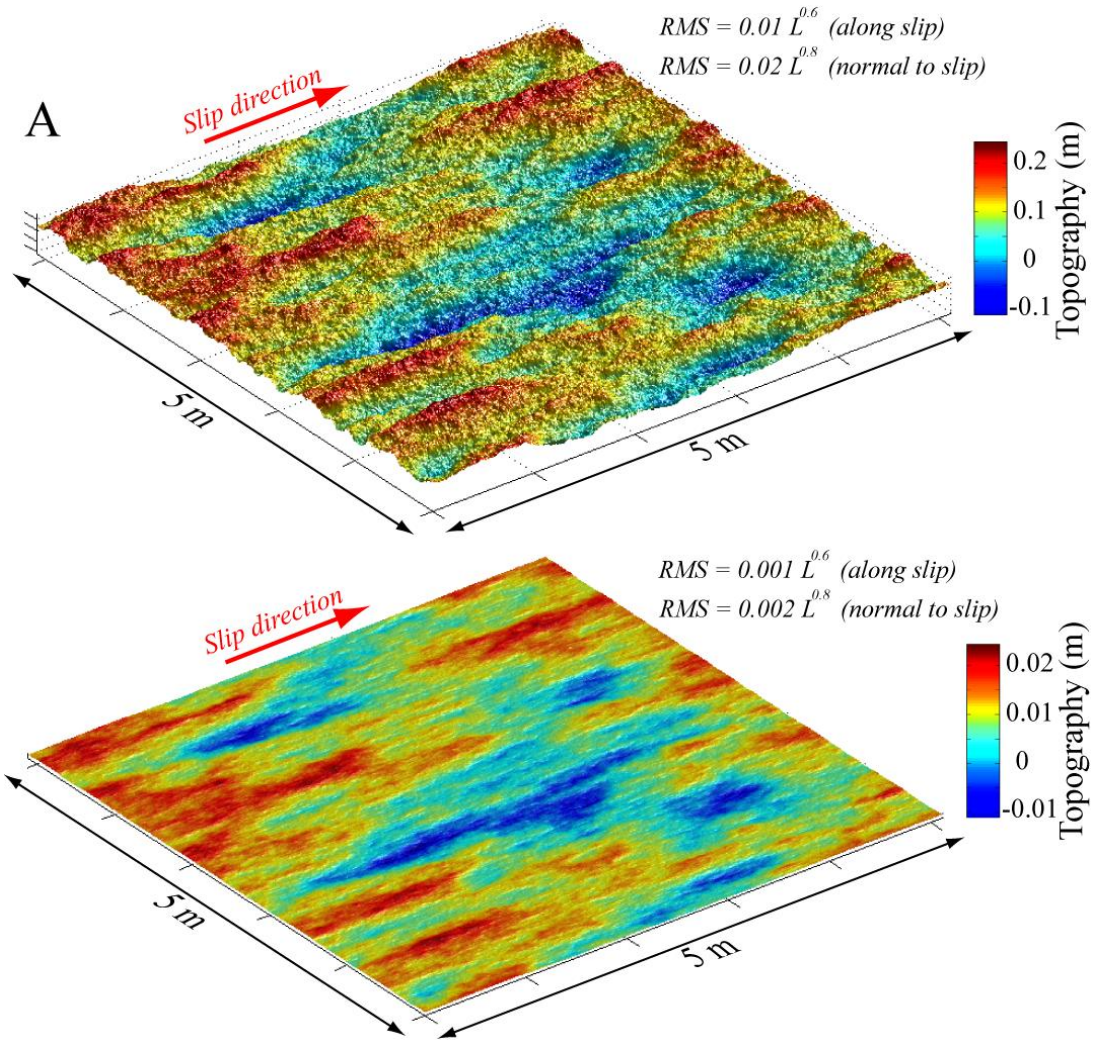 RMS = 0.01 L^0.6 (along slip)
RMS = 0.02 L^0.8 (normal to slip)
Slip direction
A
0.2
0.1
0
-0.1
Topography (m)
5 m
5 m
RMS = 0.001 L^0.6 (along slip)
RMS = 0.002 L^0.8 (normal to slip)
Slip direction
0.02
0.01
0
-0.01
Topography (m)
5 m
5 m